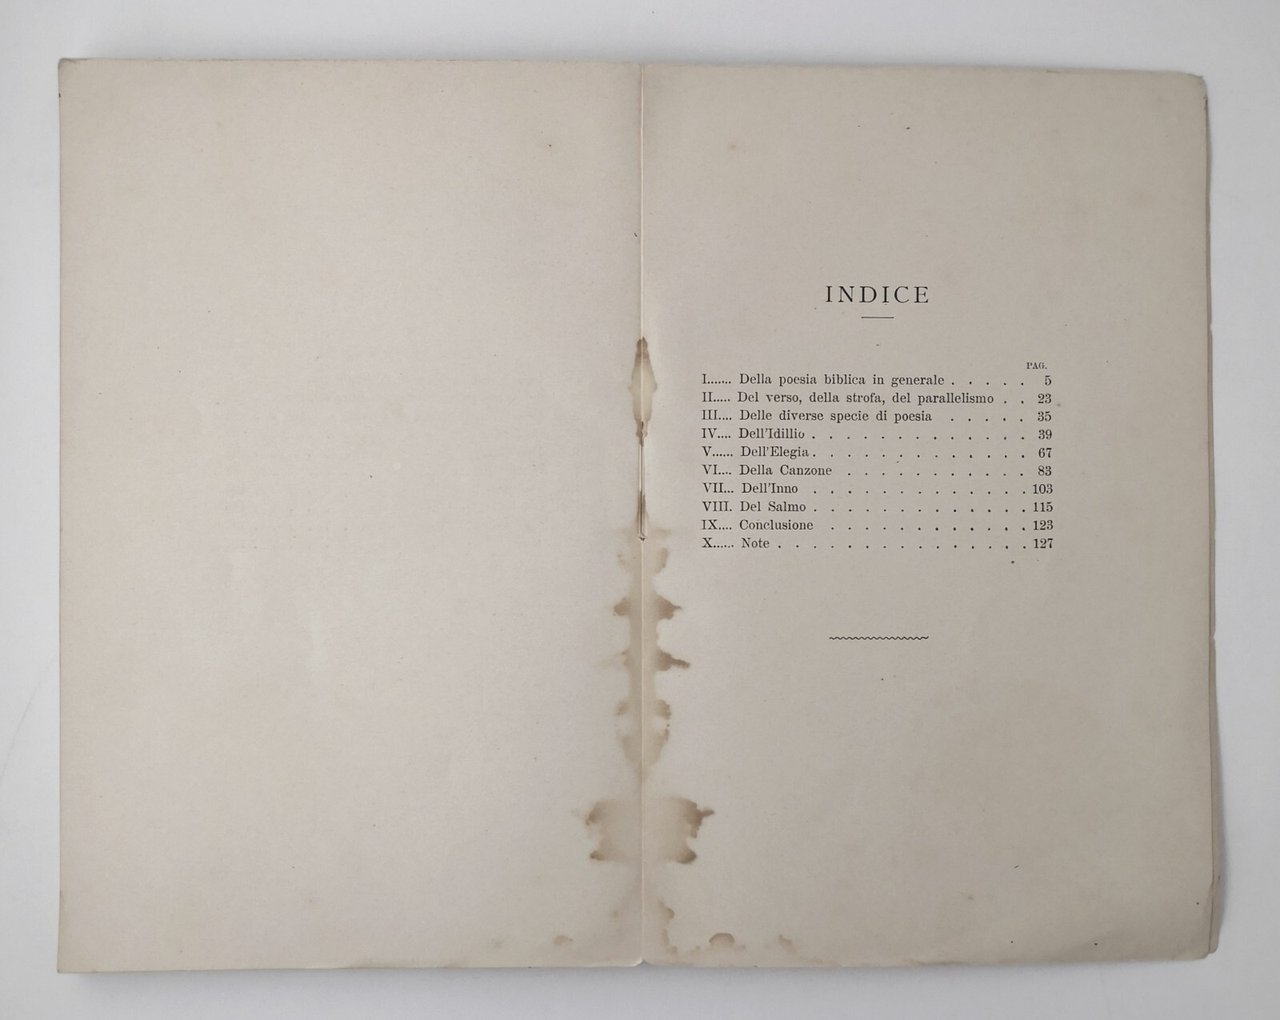 INDICE
PAG.
I....... Della poesia biblica in generale . . . . . 5
II..... Del verso, della strofa, del parallelismo . . 23
III.... Delle diverse specie di poesia . . . . . 35
IV.... Dell'Idillio . . . . . . . . . . . . . 39
V...... Dell'Elegia . . . . . . . . . . . . . 67
VI.... Della Canzone . . . . . . . . . . . 83
VII... Dell'Inno . . . . . . . . . . . . . 103
VIII. Del Salmo . . . . . . . . . . . . . 115
IX.... Conclusione . . . . . . . . . . . . 123
X...... Note . . . . . . . . . . . . . . . 127